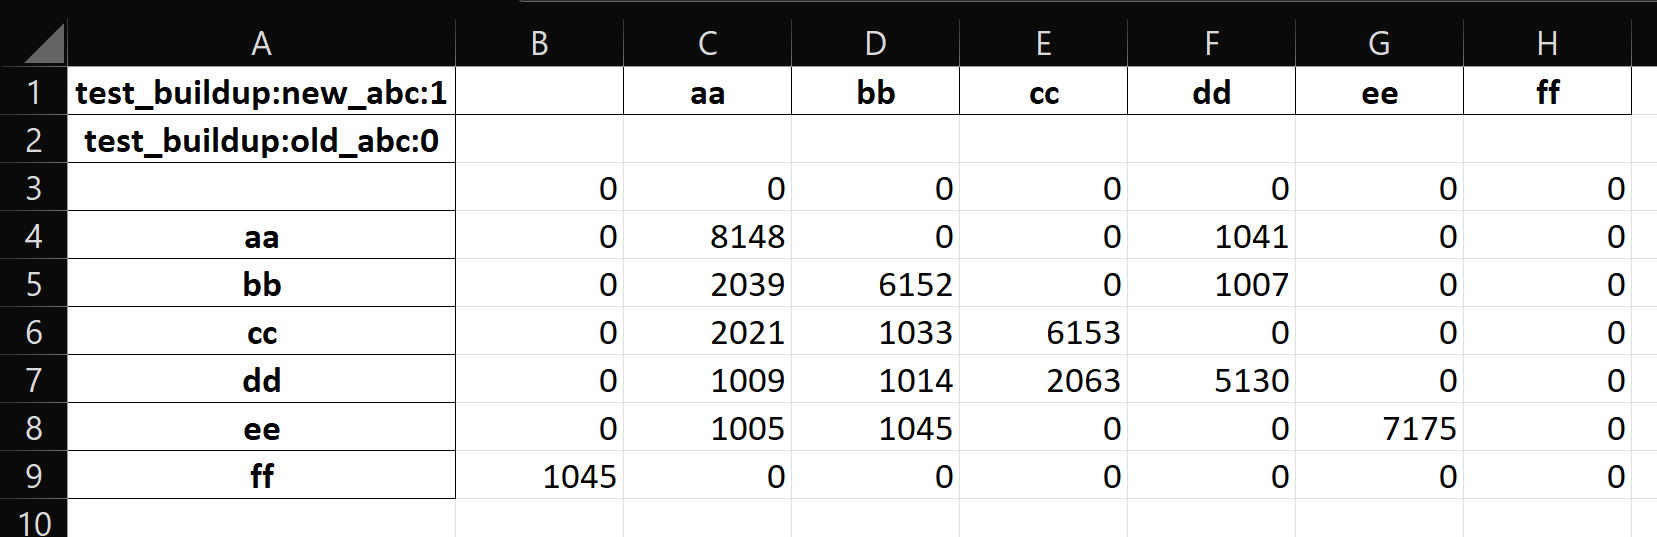 A B C D E F G H
1 test_buildup:new_abc:1 aa bb cc dd ee ff
2 test_buildup:old_abc:0
3 0 0 0 0 0 0 0
4 aa 0 8148 0 0 1041 0 0
5 bb 0 2039 6152 0 1007 0 0
6 cc 0 2021 1033 6153 0 0 0
7 dd 0 1009 1014 2063 5130 0 0
8 ee 0 1005 1045 0 0 7175 0
9 ff 1045 0 0 0 0 0 0
10